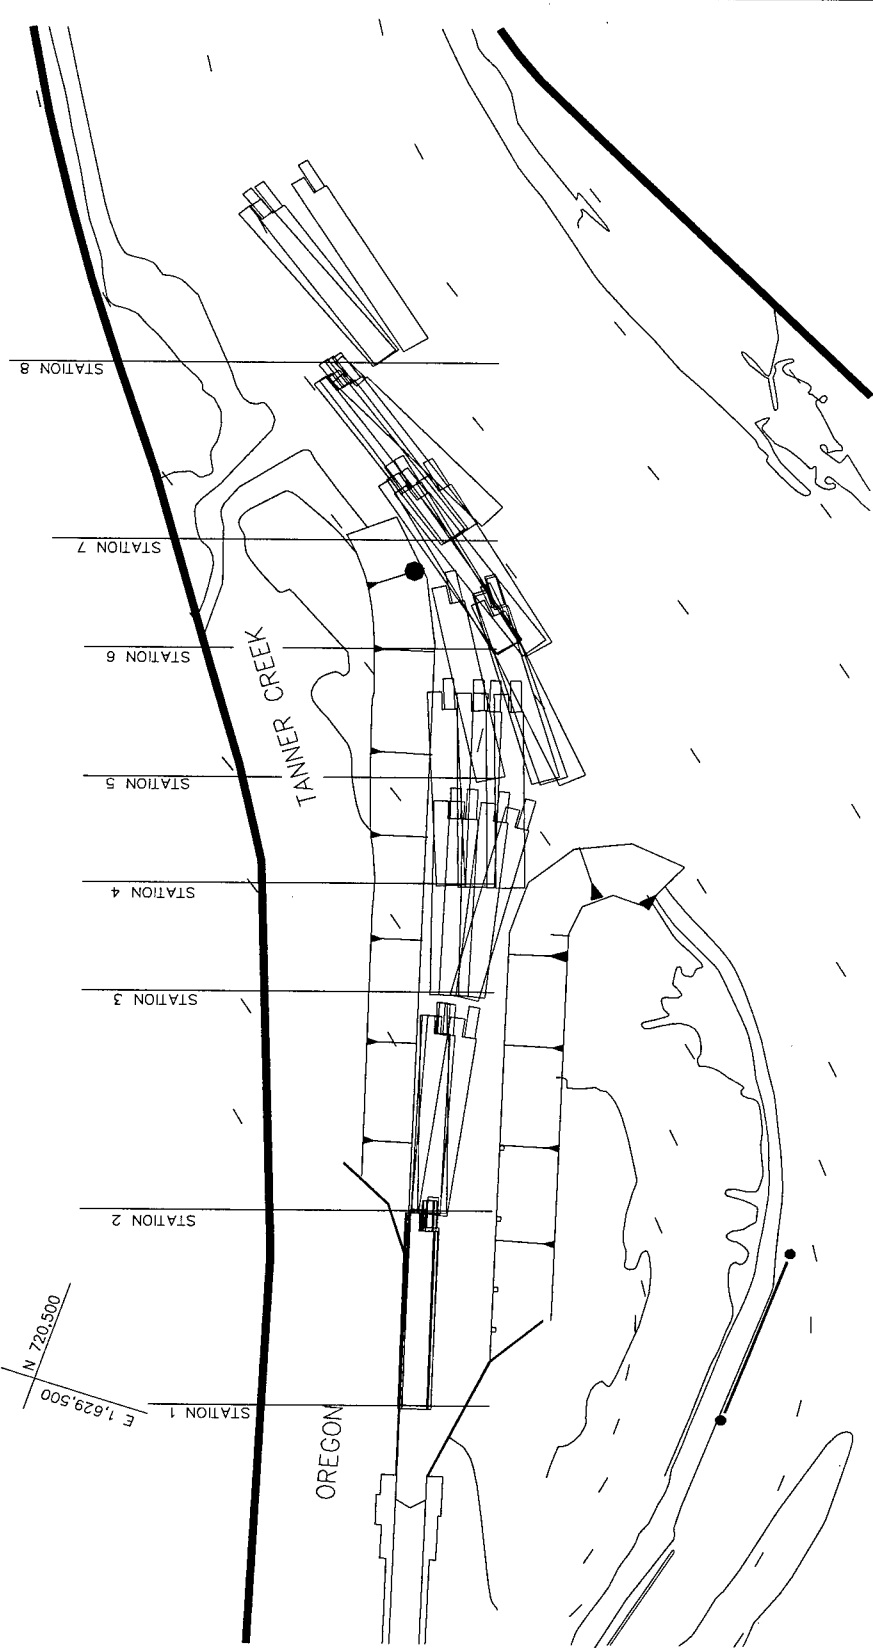 STATION 8
STATION 7
STATION 6
TANNER CREEK
STATION 5
STATION 4
STATION 3
STATION 2
N 720,500
E 1,629,500
STATION 1
OREGON